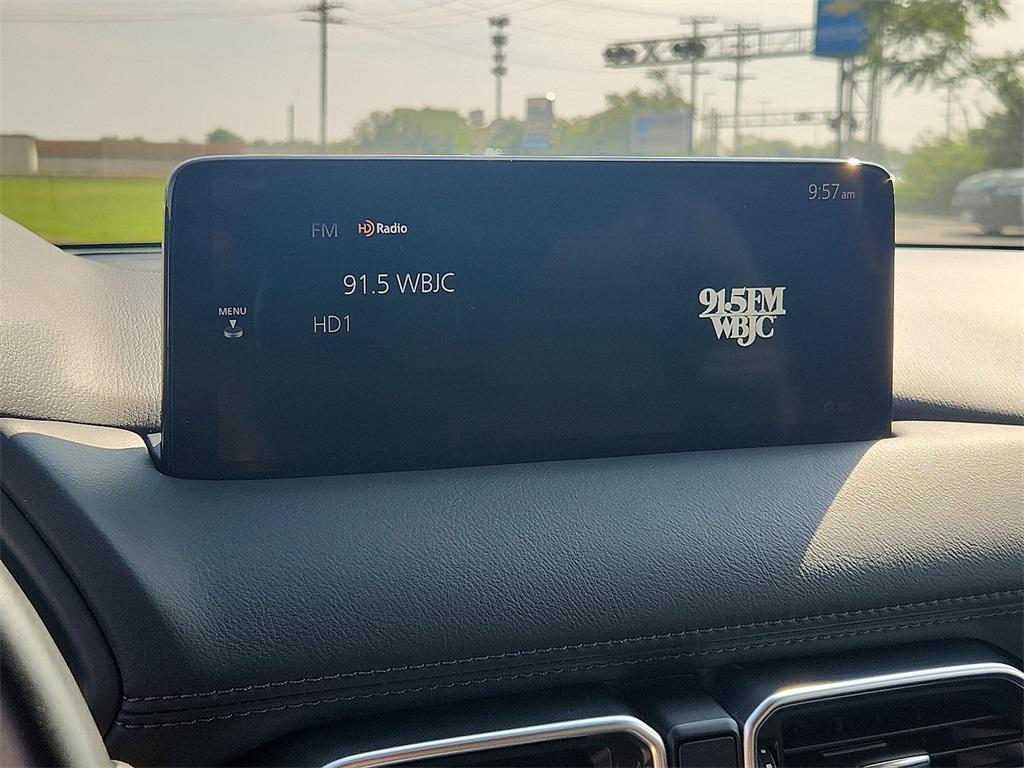 9:57 am
FM HD Radio
91.5 WBJC
MENU
HD1
91.5FM
WBJC